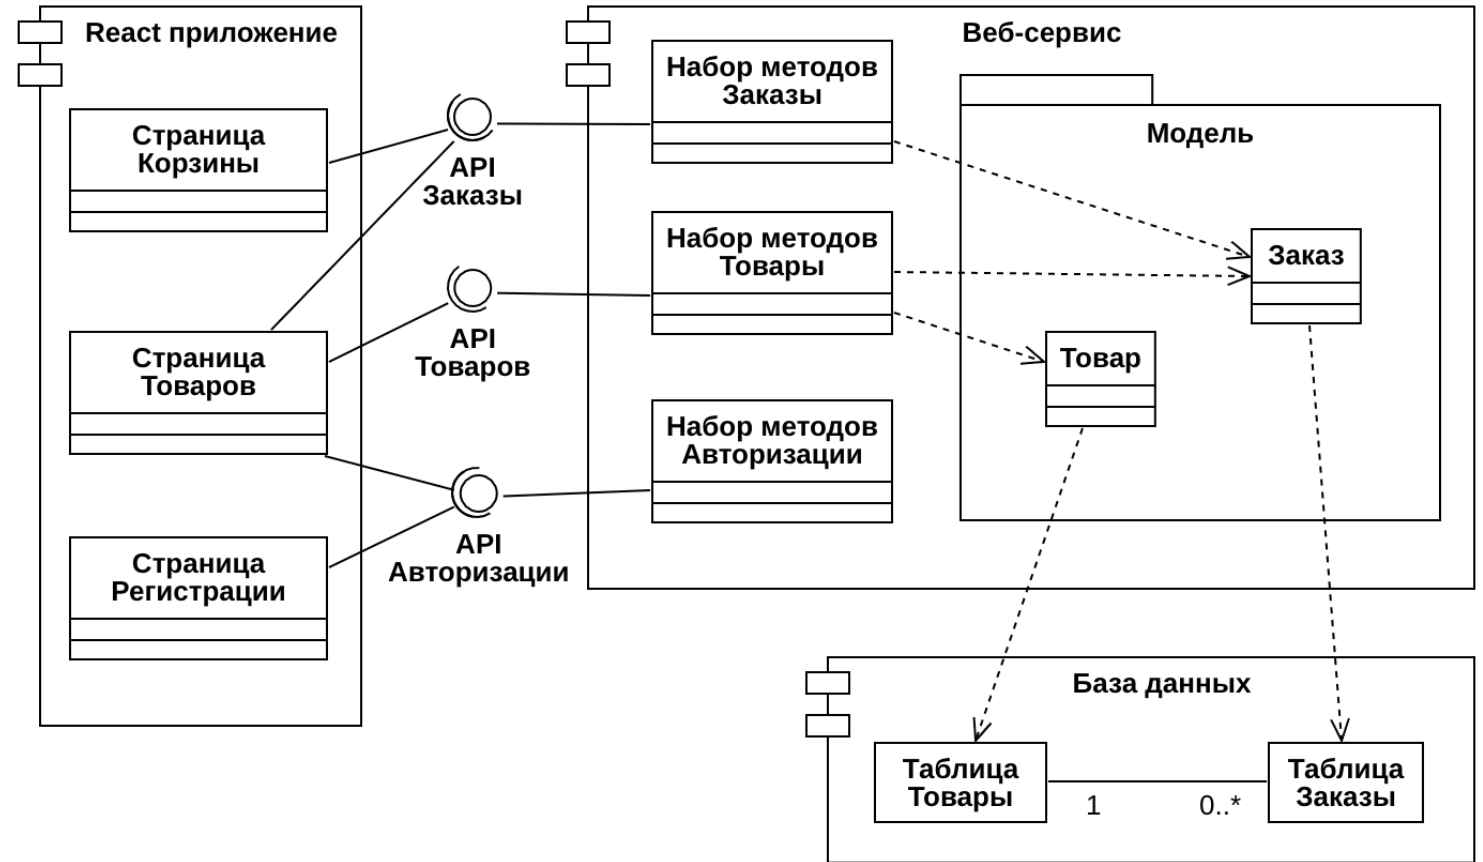 React приложение
Страница
Корзины
Страница
Товаров
Страница
Регистрации
API
Заказы
API
Товаров
API
Авторизации
Веб-сервис
Набор методов
Заказы
Набор методов
Товары
Набор методов
Авторизации
Модель
Заказ
Товар
База данных
Таблица
Товары
1
0..*
Таблица
Заказы